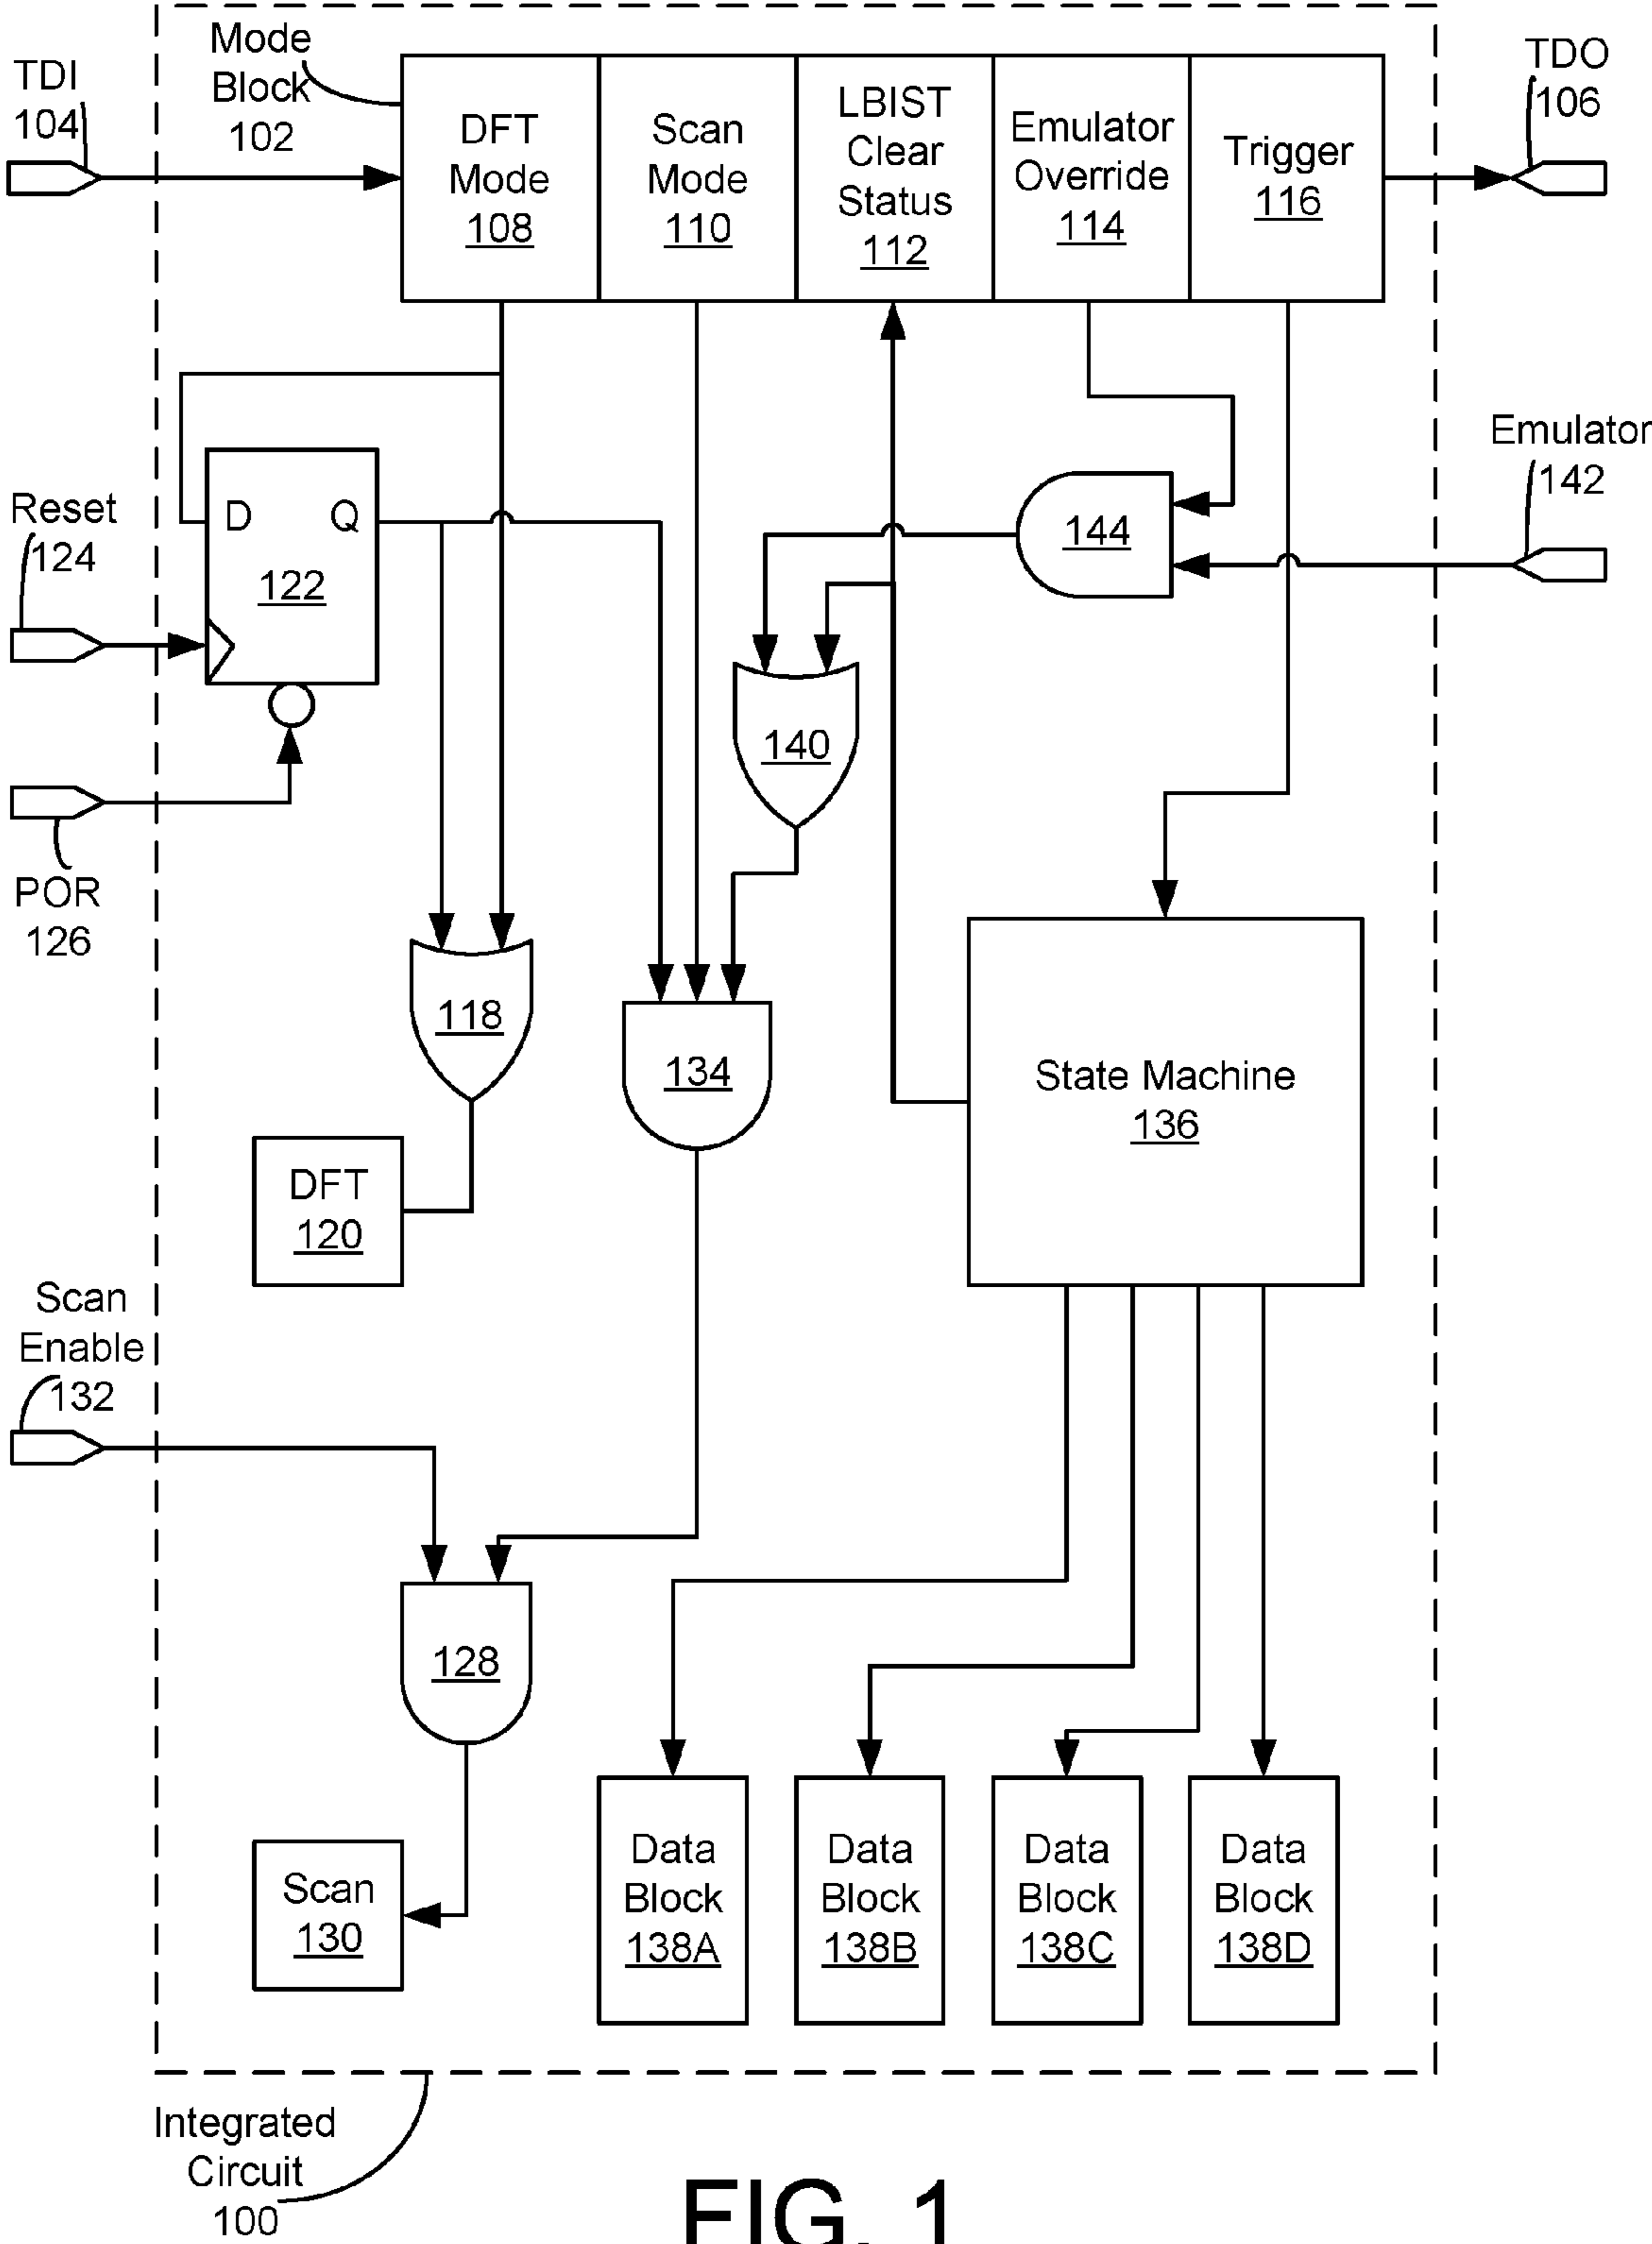 Mode
Block
102
TDI
104
DFT
Mode
108
Scan
Mode
110
LBIST
Clear
Status
112
Emulator
Override
114
Trigger
116
TDO
106
Emulator
142
Reset
124
D
Q
122
144
140
POR
126
118
134
State Machine
136
DFT
120
Scan
Enable
132
128
Scan
130
Data
Block
138A
Data
Block
138B
Data
Block
138C
Data
Block
138D
Integrated
Circuit
100
FIG. 1